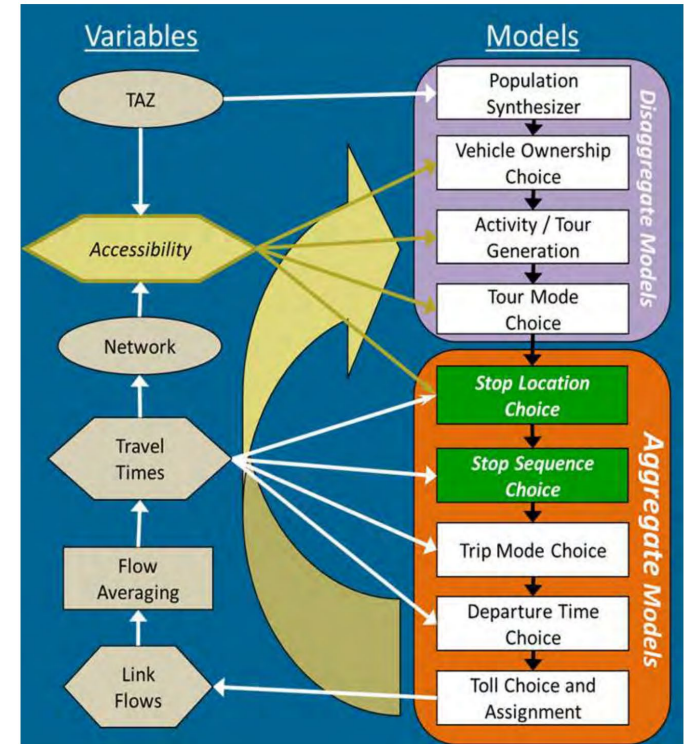 Variables
TAZ
Accessibility
Network
Travel
Times
Flow
Averaging
Link
Flows
Models
Population
Synthesizer
Vehicle Ownership
Choice
Activity / Tour
Generation
Tour Mode
Choice
Disaggregate Models
Stop Location
Choice
Stop Sequence
Choice
Trip Mode Choice
Departure Time
Choice
Toll Choice and
Assignment
Aggregate Models